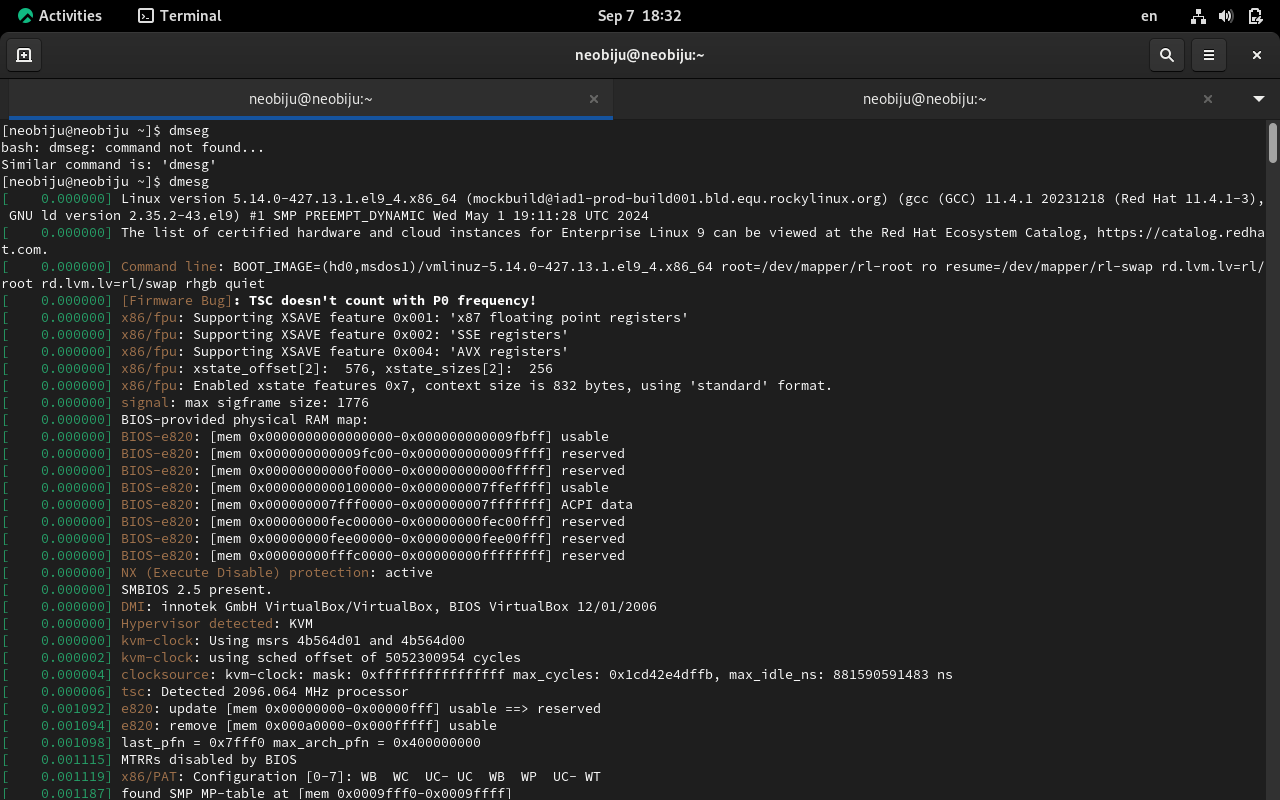 Activities
Terminal
Sep 7 18:32
en
neobiju@neobiju:~
neobiju@neobiju:~
neobiju@neobiju:~
[neobiju@neobiju ~]$ dmseg
bash: dmseg: command not found...
Similar command is: 'dmesg'
[neobiju@neobiju ~]$ dmesg
[    0.000000] Linux version 5.14.0-427.13.1.el9_4.x86_64 (mockbuild@iad1-prod-build001.bld.equ.rockylinux.org) (gcc (GCC) 11.4.1 20231218 (Red Hat 11.4.1-3),
 GNU ld version 2.35.2-43.el9) #1 SMP PREEMPT_DYNAMIC Wed May 1 19:11:28 UTC 2024
[    0.000000] The list of certified hardware and cloud instances for Enterprise Linux 9 can be viewed at the Red Hat Ecosystem Catalog, https://catalog.redha
t.com.
[    0.000000] Command line: BOOT_IMAGE=(hd0,msdos1)/vmlinuz-5.14.0-427.13.1.el9_4.x86_64 root=/dev/mapper/rl-root ro resume=/dev/mapper/rl-swap rd.lvm.lv=rl/
root rd.lvm.lv=rl/swap rhgb quiet
[    0.000000] [Firmware Bug]: TSC doesn't count with P0 frequency!
[    0.000000] x86/fpu: Supporting XSAVE feature 0x001: 'x87 floating point registers'
[    0.000000] x86/fpu: Supporting XSAVE feature 0x002: 'SSE registers'
[    0.000000] x86/fpu: Supporting XSAVE feature 0x004: 'AVX registers'
[    0.000000] x86/fpu: xstate_offset[2]:  576, xstate_sizes[2]:  256
[    0.000000] x86/fpu: Enabled xstate features 0x7, context size is 832 bytes, using 'standard' format.
[    0.000000] signal: max sigframe size: 1776
[    0.000000] BIOS-provided physical RAM map:
[    0.000000] BIOS-e820: [mem 0x0000000000000000-0x000000000009fbff] usable
[    0.000000] BIOS-e820: [mem 0x000000000009fc00-0x000000000009ffff] reserved
[    0.000000] BIOS-e820: [mem 0x00000000000f0000-0x00000000000fffff] reserved
[    0.000000] BIOS-e820: [mem 0x0000000000100000-0x000000007ffeffff] usable
[    0.000000] BIOS-e820: [mem 0x000000007fff0000-0x000000007fffffff] ACPI data
[    0.000000] BIOS-e820: [mem 0x00000000fec00000-0x00000000fec00fff] reserved
[    0.000000] BIOS-e820: [mem 0x00000000fee00000-0x00000000fee00fff] reserved
[    0.000000] BIOS-e820: [mem 0x00000000fffc0000-0x00000000ffffffff] reserved
[    0.000000] NX (Execute Disable) protection: active
[    0.000000] SMBIOS 2.5 present.
[    0.000000] DMI: innotek GmbH VirtualBox/VirtualBox, BIOS VirtualBox 12/01/2006
[    0.000000] Hypervisor detected: KVM
[    0.000000] kvm-clock: Using msrs 4b564d01 and 4b564d00
[    0.000002] kvm-clock: using sched offset of 5052300954 cycles
[    0.000004] clocksource: kvm-clock: mask: 0xffffffffffffffff max_cycles: 0x1cd42e4dffb, max_idle_ns: 881590591483 ns
[    0.000006] tsc: Detected 2096.064 MHz processor
[    0.001092] e820: update [mem 0x00000000-0x00000fff] usable ==> reserved
[    0.001094] e820: remove [mem 0x000a0000-0x000fffff] usable
[    0.001098] last_pfn = 0x7fff0 max_arch_pfn = 0x400000000
[    0.001115] MTRRs disabled by BIOS
[    0.001119] x86/PAT: Configuration [0-7]: WB  WC  UC- UC  WB  WP  UC- WT
[    0.001187] found SMP MP-table at [mem 0x0009fff0-0x0009ffff]